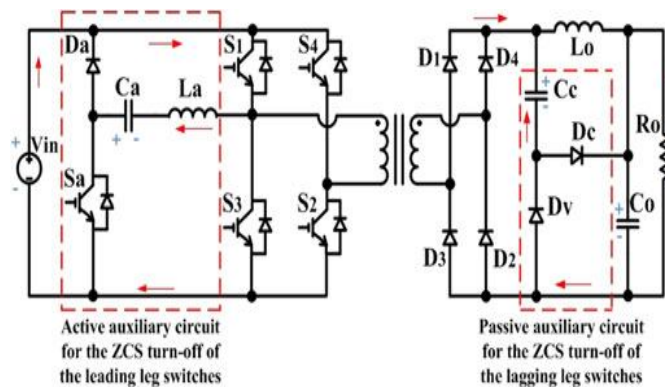 Da
S1
S4
Ca
La
Vin
Sa
S3
S2
D1
D4
D3
D2
Lo
Cc
Dc
Ro
Dv
Co
+ -
+
-
+
-
+
-
Active auxiliary circuit
for the ZCS turn-off of
the leading leg switches
Passive auxiliary circuit
for the ZCS turn-off of
the lagging leg switches